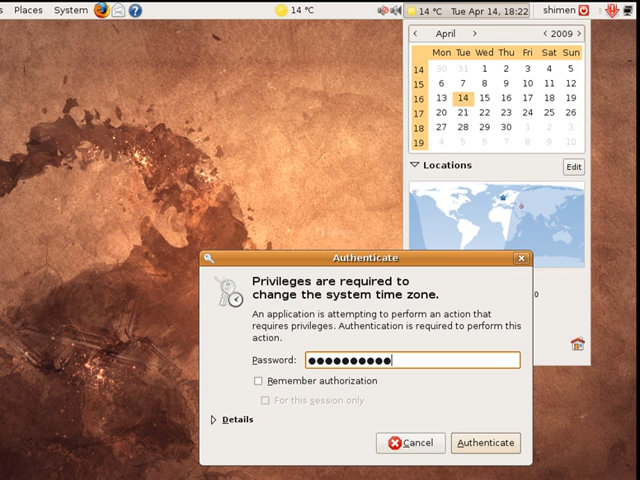 s Places System 14 °C 14 °C Tue Apr 14, 18:22 shimen
April 2009
Mon Tue Wed Thu Fri Sat Sun
14 30 31 1 2 3 4 5
15 6 7 8 9 10 11 12
16 13 14 15 16 17 18 19
17 20 21 22 23 24 25 26
18 27 28 29 30 1 2 3
19 4 5 6 7 8 9 10
Locations Edit
Authenticate
Privileges are required to
change the system time zone.
An application is attempting to perform an action that
requires privileges. Authentication is required to perform this
action.
0
Password: ●●●●●●●●●●
Remember authorization
For this session only
Details
Cancel Authenticate